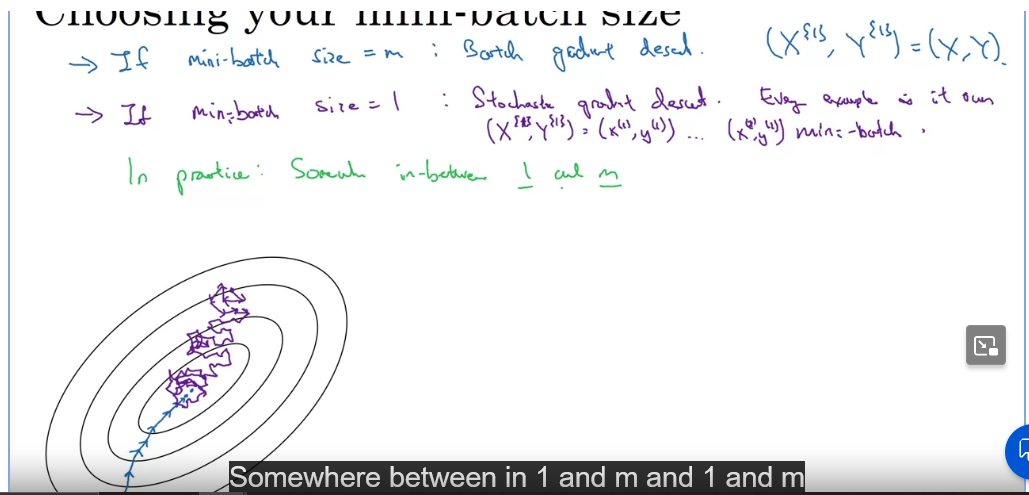 Choosing your mini-batch size
→ If mini-batch size = m : Batch gradient descent. (X^{1}, Y^{1}) = (X, Y).
→ If mini-batch size = 1 : Stochastic gradient descent. Every example is it own
(X^{1}, Y^{1}) = (x^(1), y^(1)) ... (x^(2), y^(2)) mini-batch.
In practice: Somewhere in-between 1 and m
Somewhere between in 1 and m and 1 and m